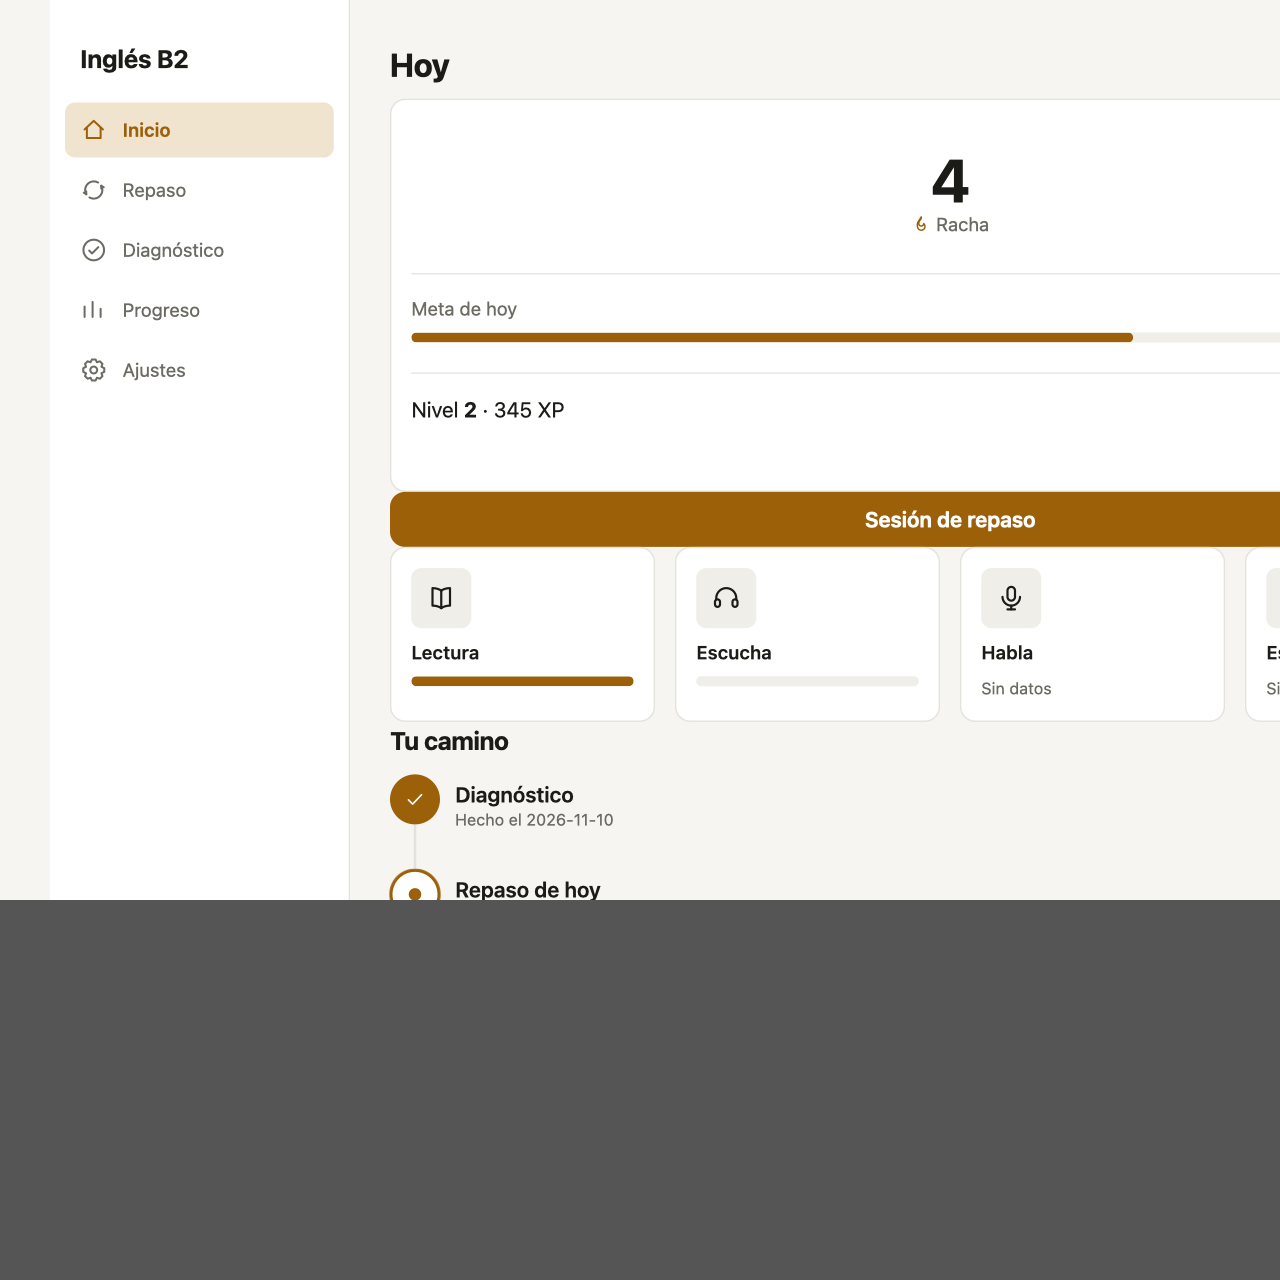 Inglés B2
Inicio
Repaso
Diagnóstico
Progreso
Ajustes
Hoy
4
Racha
Meta de hoy
Nivel 2 · 345 XP
Sesión de repaso
Lectura
Escucha
Habla
Sin datos
Tu camino
Diagnóstico
Hecho el 2026-11-10
Repaso de hoy